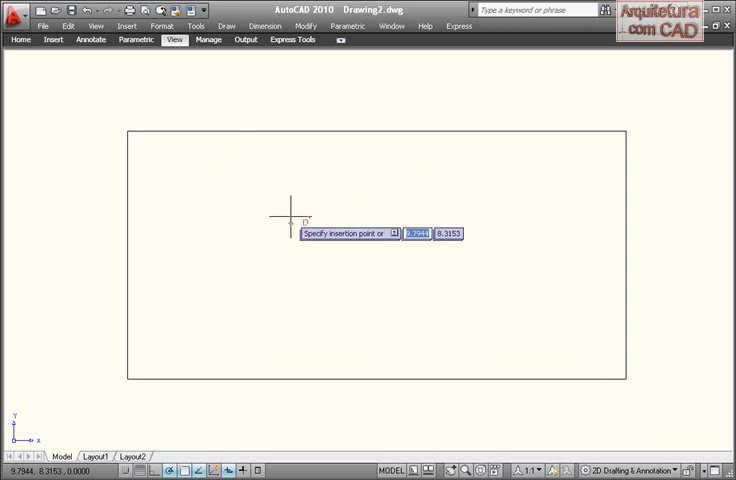 AutoCAD 2010 Drawing2.dwg
Type a keyword or phrase
Arquitetura
com CAD
File Edit View Insert Format Tools Draw Dimension Modify Window Help Express
Home Insert Annotate Parametric View Manage Output Express Tools
D
Specify insertion point or 9.7944 8.3153
Y
X
Model Layout1 Layout2
9.7944, 8.3153, 0.0000 MODEL 1:1 2D Drafting & Annotation